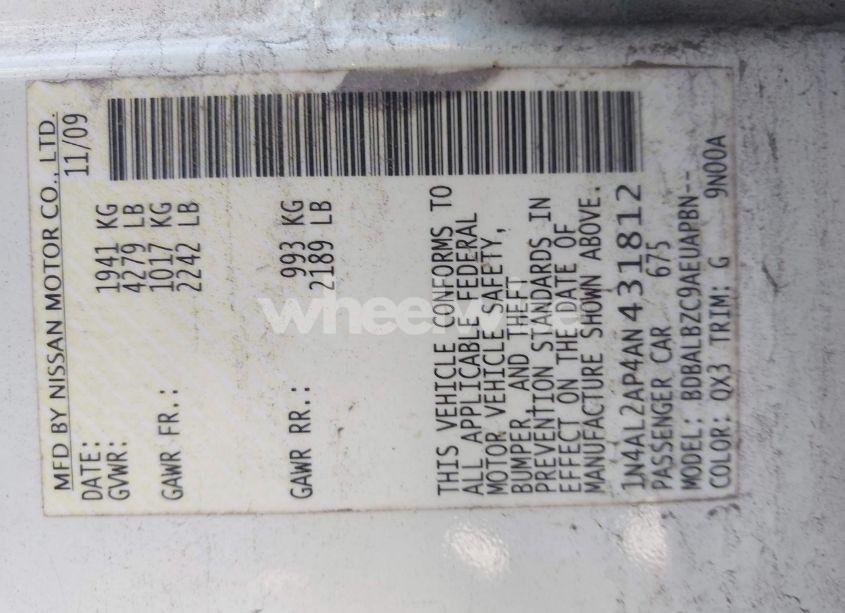 MFD BY NISSAN MOTOR CO., LTD.
DATE: 11/09
GVWR: 1941 KG
4279 LB
GAWR FR.: 1017 KG
2242 LB
GAWR RR.: 993 KG
2189 LB
THIS VEHICLE CONFORMS TO
ALL APPLICABLE FEDERAL
MOTOR VEHICLE SAFETY,
BUMPER, AND THEFT
PREVENTION STANDARDS IN
EFFECT ON THE DATE OF
MANUFACTURE SHOWN ABOVE.
1N4AL2AP4AN431812
PASSENGER CAR 675
MODEL: BDBALBZC9AEUAPBN--
COLOR: QX3 TRIM: G 9N00A